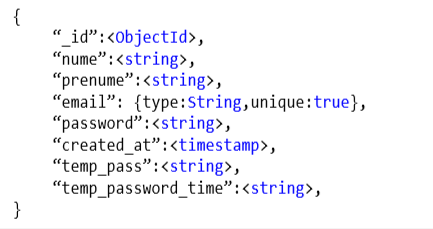 {
“_id”:<ObjectId>,
“nume”:<string>,
“prenume”:<string>,
“email”: {type:String,unique:true},
“password”:<string>,
“created_at”:<timestamp>,
“temp_pass”:<string>,
“temp_password_time”:<string>,
}